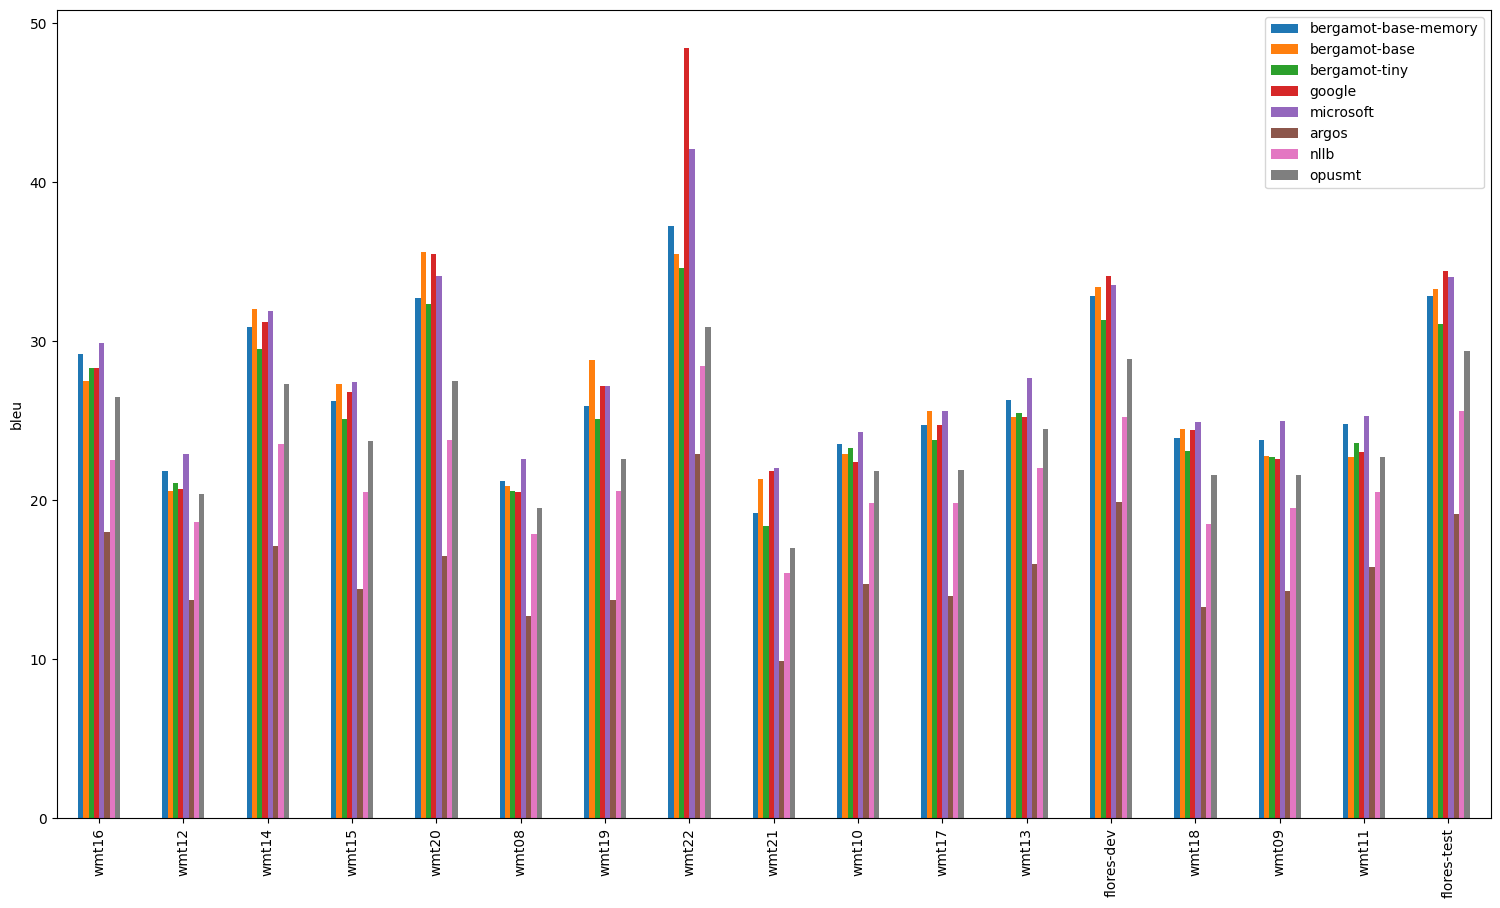 50
40
30
20
10
0
bleu
bergamot-base-memory
bergamot-base
bergamot-tiny
google
microsoft
argos
nllb
opusmt
wmt16
wmt12
wmt14
wmt15
wmt20
wmt08
wmt19
wmt22
wmt21
wmt10
wmt17
wmt13
flores-dev
wmt18
wmt09
wmt11
flores-test